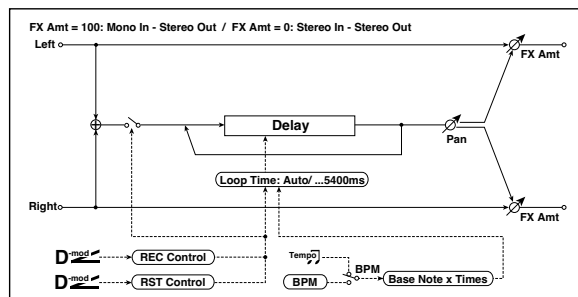 FX Amt = 100: Mono In - Stereo Out / FX Amt = 0: Stereo In - Stereo Out
Left
FX Amt
Delay
Pan
Loop Time: Auto/ ...5400ms
Right
FX Amt
D-mod
REC Control
Tempo
BPM
D-mod
RST Control
BPM
Base Note x Times